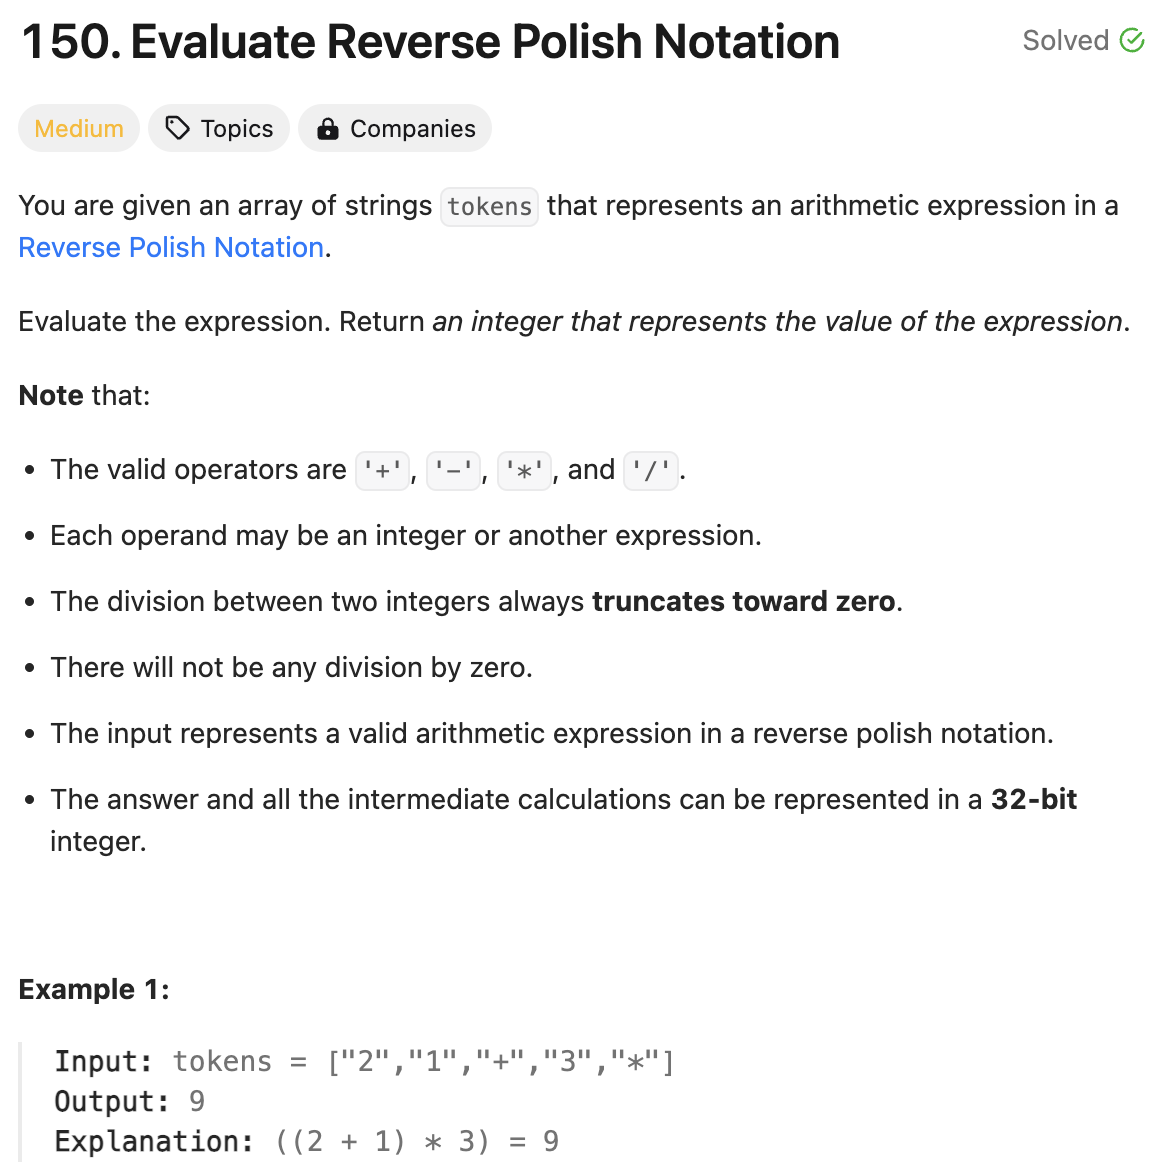 150. Evaluate Reverse Polish Notation
Solved
Medium
Topics
Companies
You are given an array of strings tokens that represents an arithmetic expression in a
Reverse Polish Notation.
Evaluate the expression. Return an integer that represents the value of the expression.
Note that:
• The valid operators are '+', '-', '*', and '/'.
• Each operand may be an integer or another expression.
• The division between two integers always truncates toward zero.
• There will not be any division by zero.
• The input represents a valid arithmetic expression in a reverse polish notation.
• The answer and all the intermediate calculations can be represented in a 32-bit
integer.
Example 1:
Input: tokens = ["2","1","+","3","*"]
Output: 9
Explanation: ((2 + 1) * 3) = 9